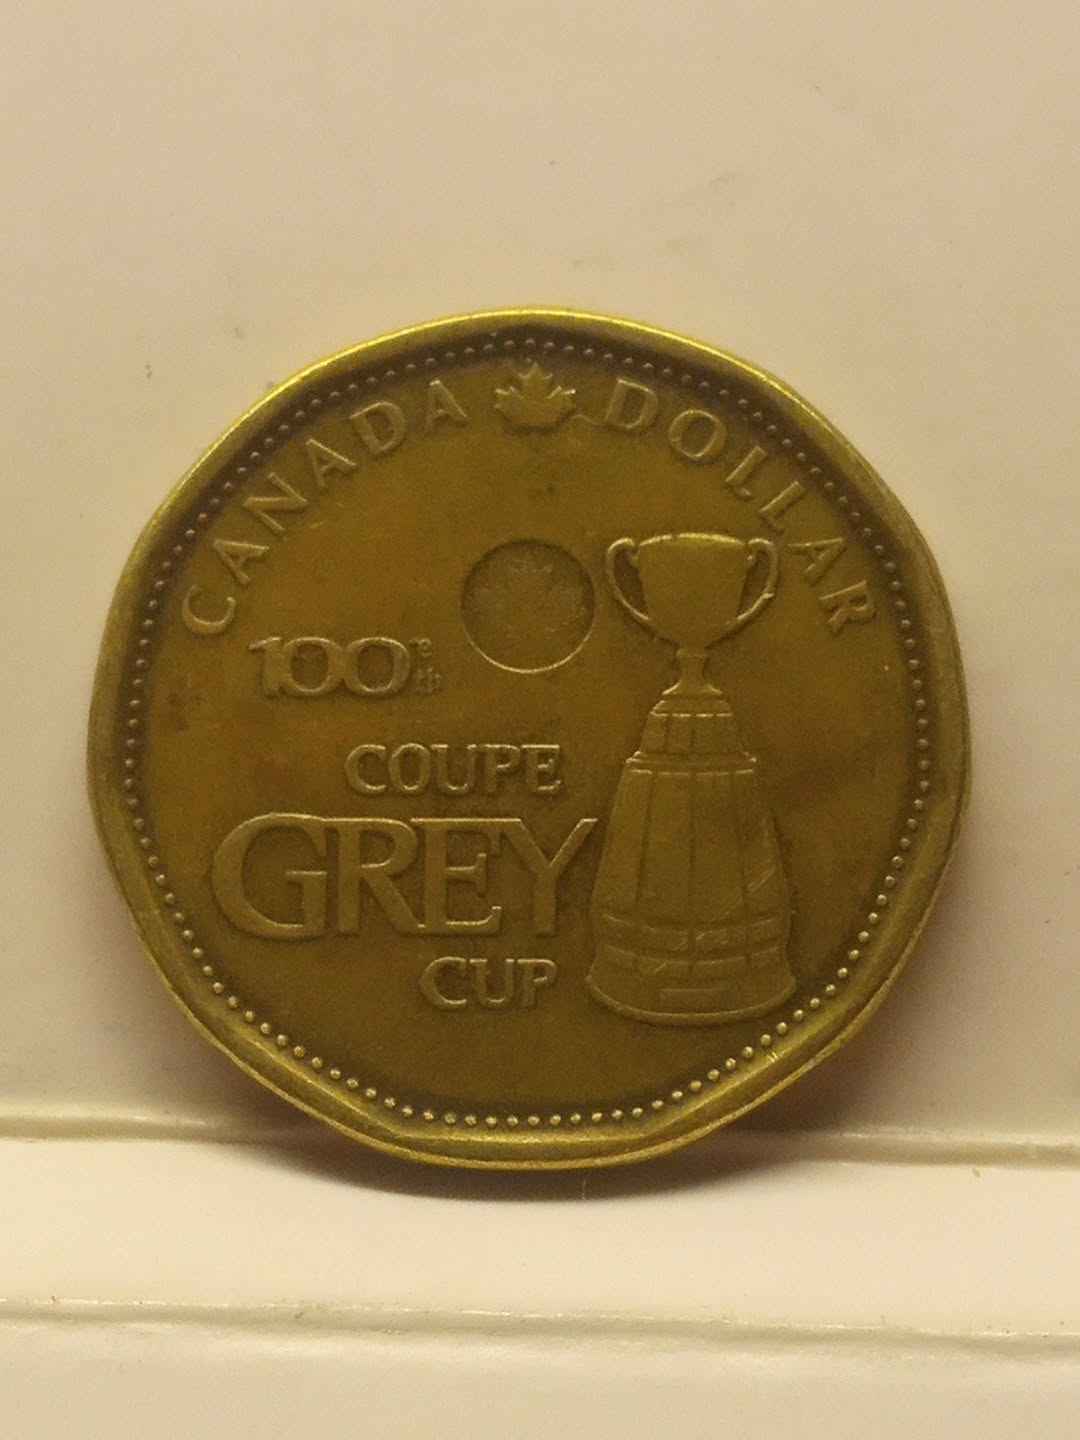 CANADA DOLLAR
100e th
COUPE
GREY
CUP